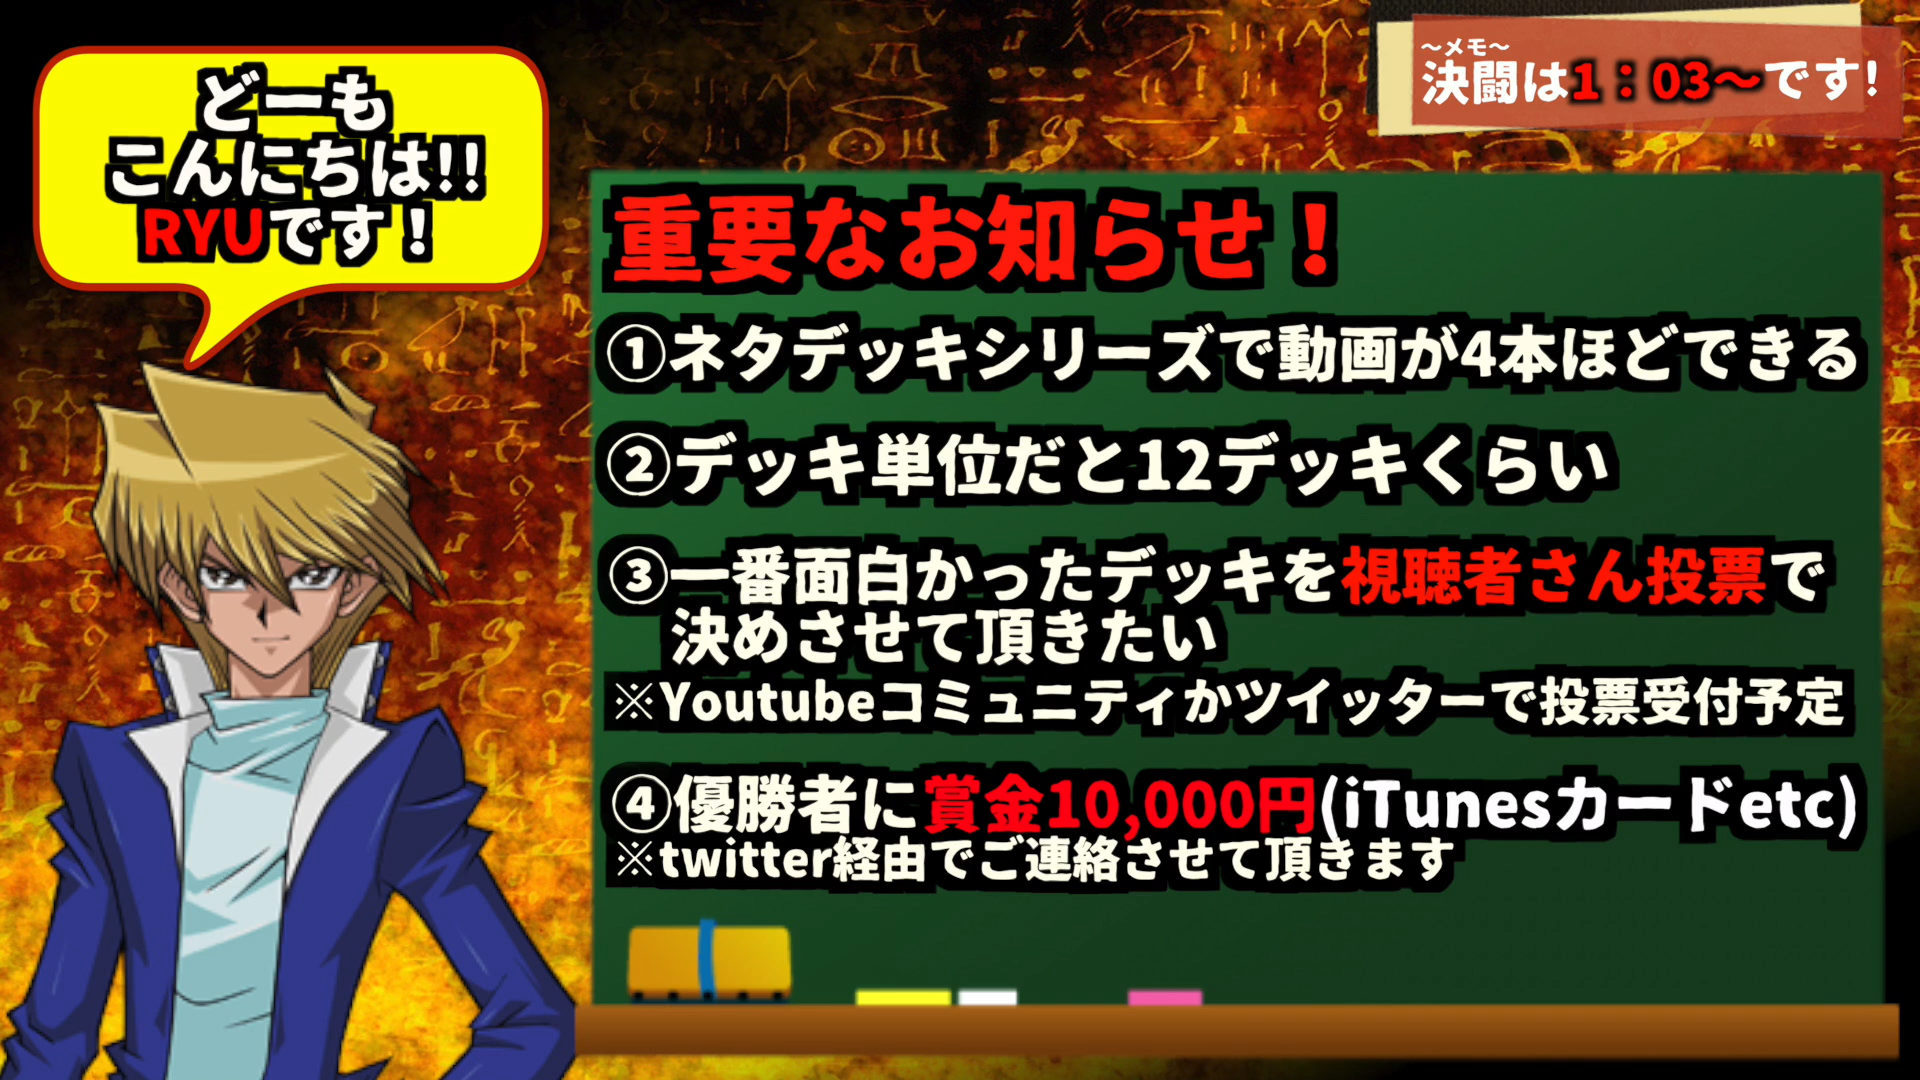 どーも
こんにちは!!
RYUです！
～メモ～
決闘は1：03～です!
重要なお知らせ！
①ネタデッキシリーズで動画が4本ほどできる
②デッキ単位だと12デッキくらい
③一番面白かったデッキを視聴者さん投票で
決めさせて頂きたい
※Youtubeコミュニティかツイッターで投票受付予定
④優勝者に賞金10,000円(iTunesカードetc)
※twitter経由でご連絡させて頂きます